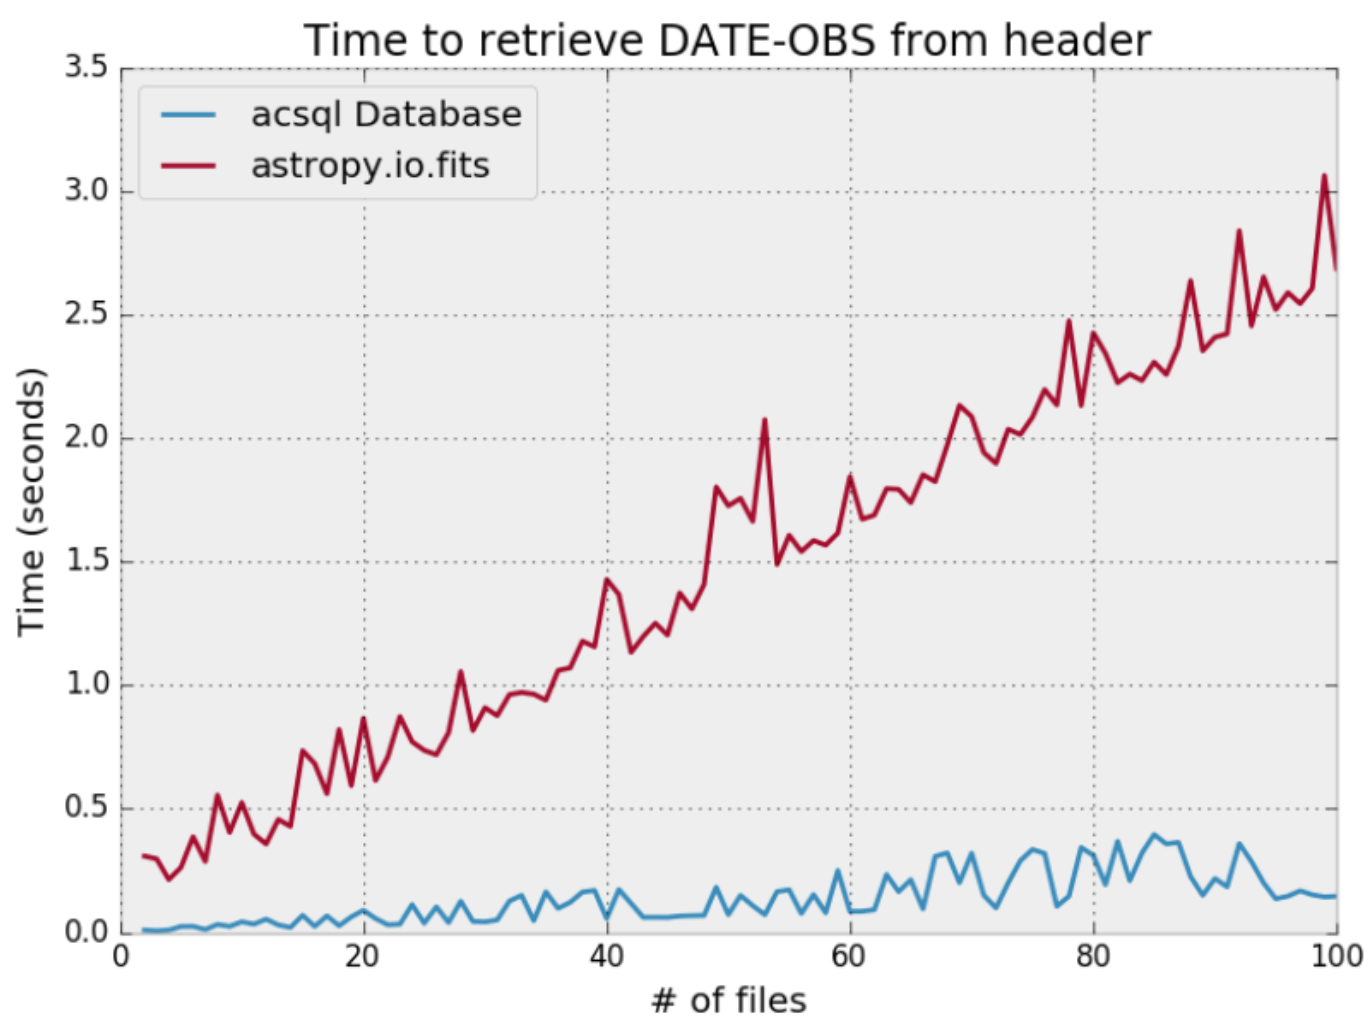 Time to retrieve DATE-OBS from header
acsql Database
astropy.io.fits
3.5
3.0
2.5
2.0
1.5
1.0
0.5
0.0
Time (seconds)
0 20 40 60 80 100
# of files